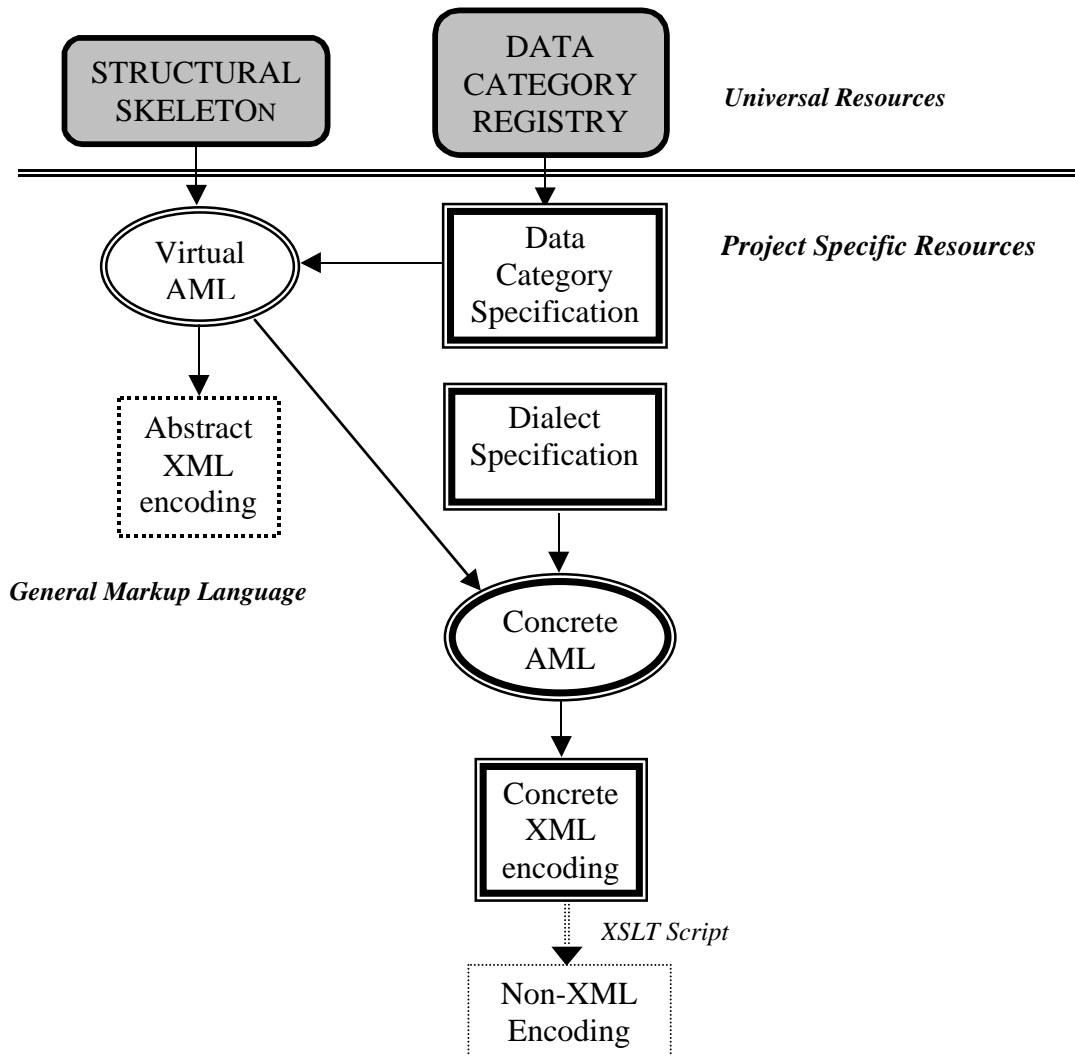 STRUCTURAL
SKELETON
DATA
CATEGORY
REGISTRY
Universal Resources
Virtual
AML
Data
Category
Specification
Project Specific Resources
Abstract
XML
encoding
Dialect
Specification
General Markup Language
Concrete
AML
Concrete
XML
encoding
XSLT Script
Non-XML
Encoding